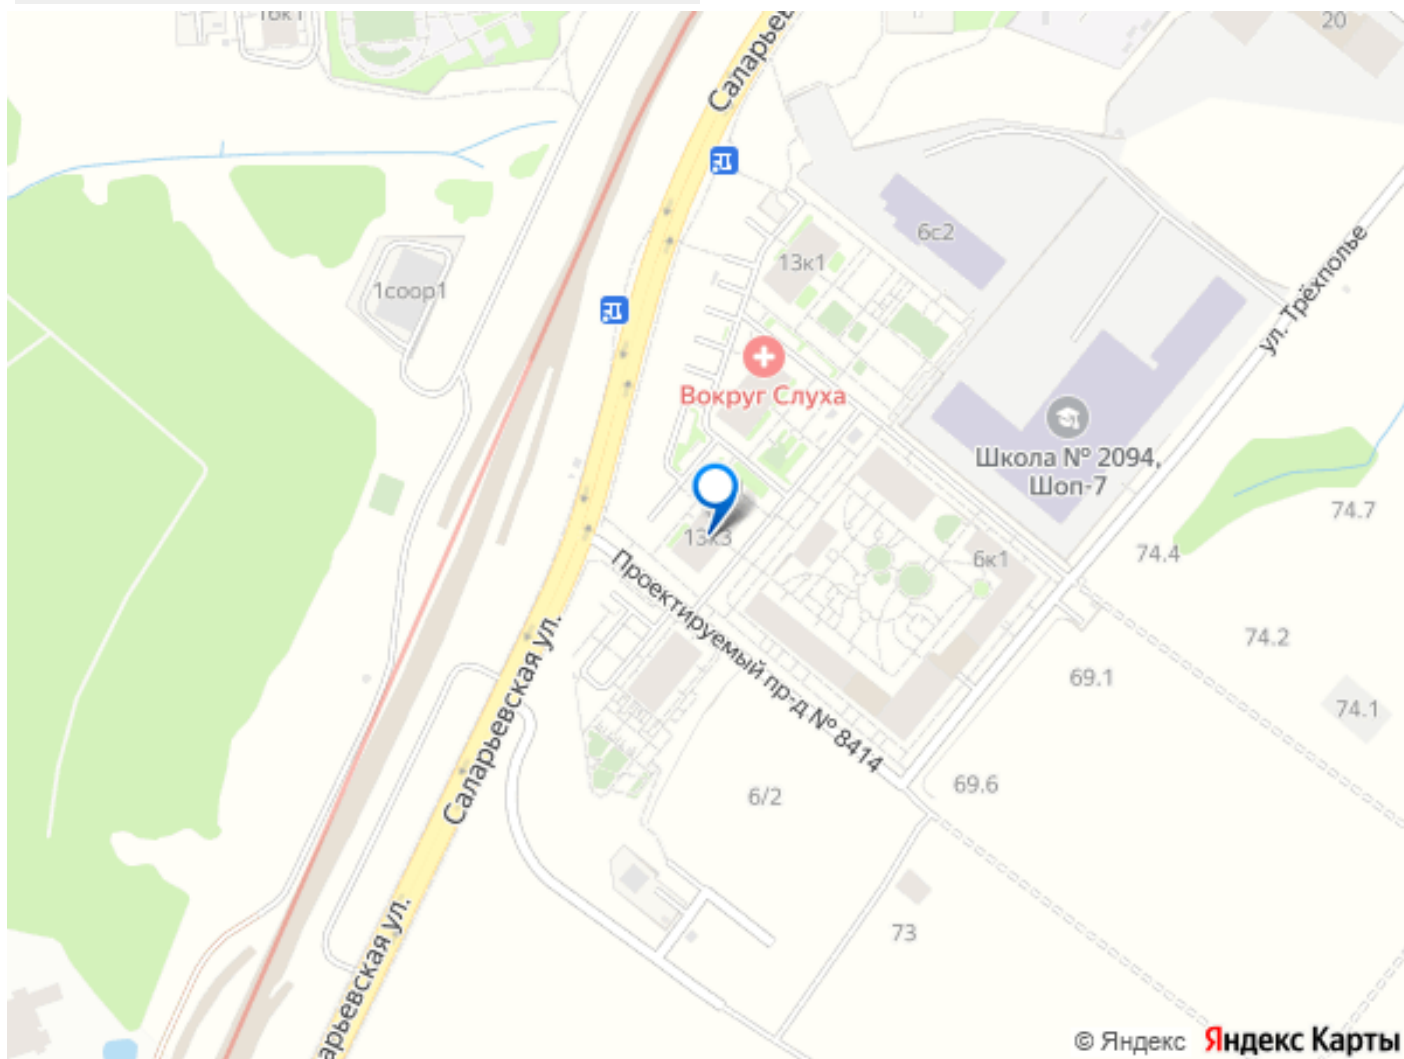 16к1
20
Саларьев
6с2
13к1
1соор1
ул. Трёхполье
Вокруг Слуха
Школа № 2094,
Шоп-7
74.7
13к3
74.4
6к1
Проектируемый пр-д № 8414
74.2
69.1
74.1
Саларьевская ул.
69.6
6/2
73
арьевская ул.
© Яндекс Яндекс Карты